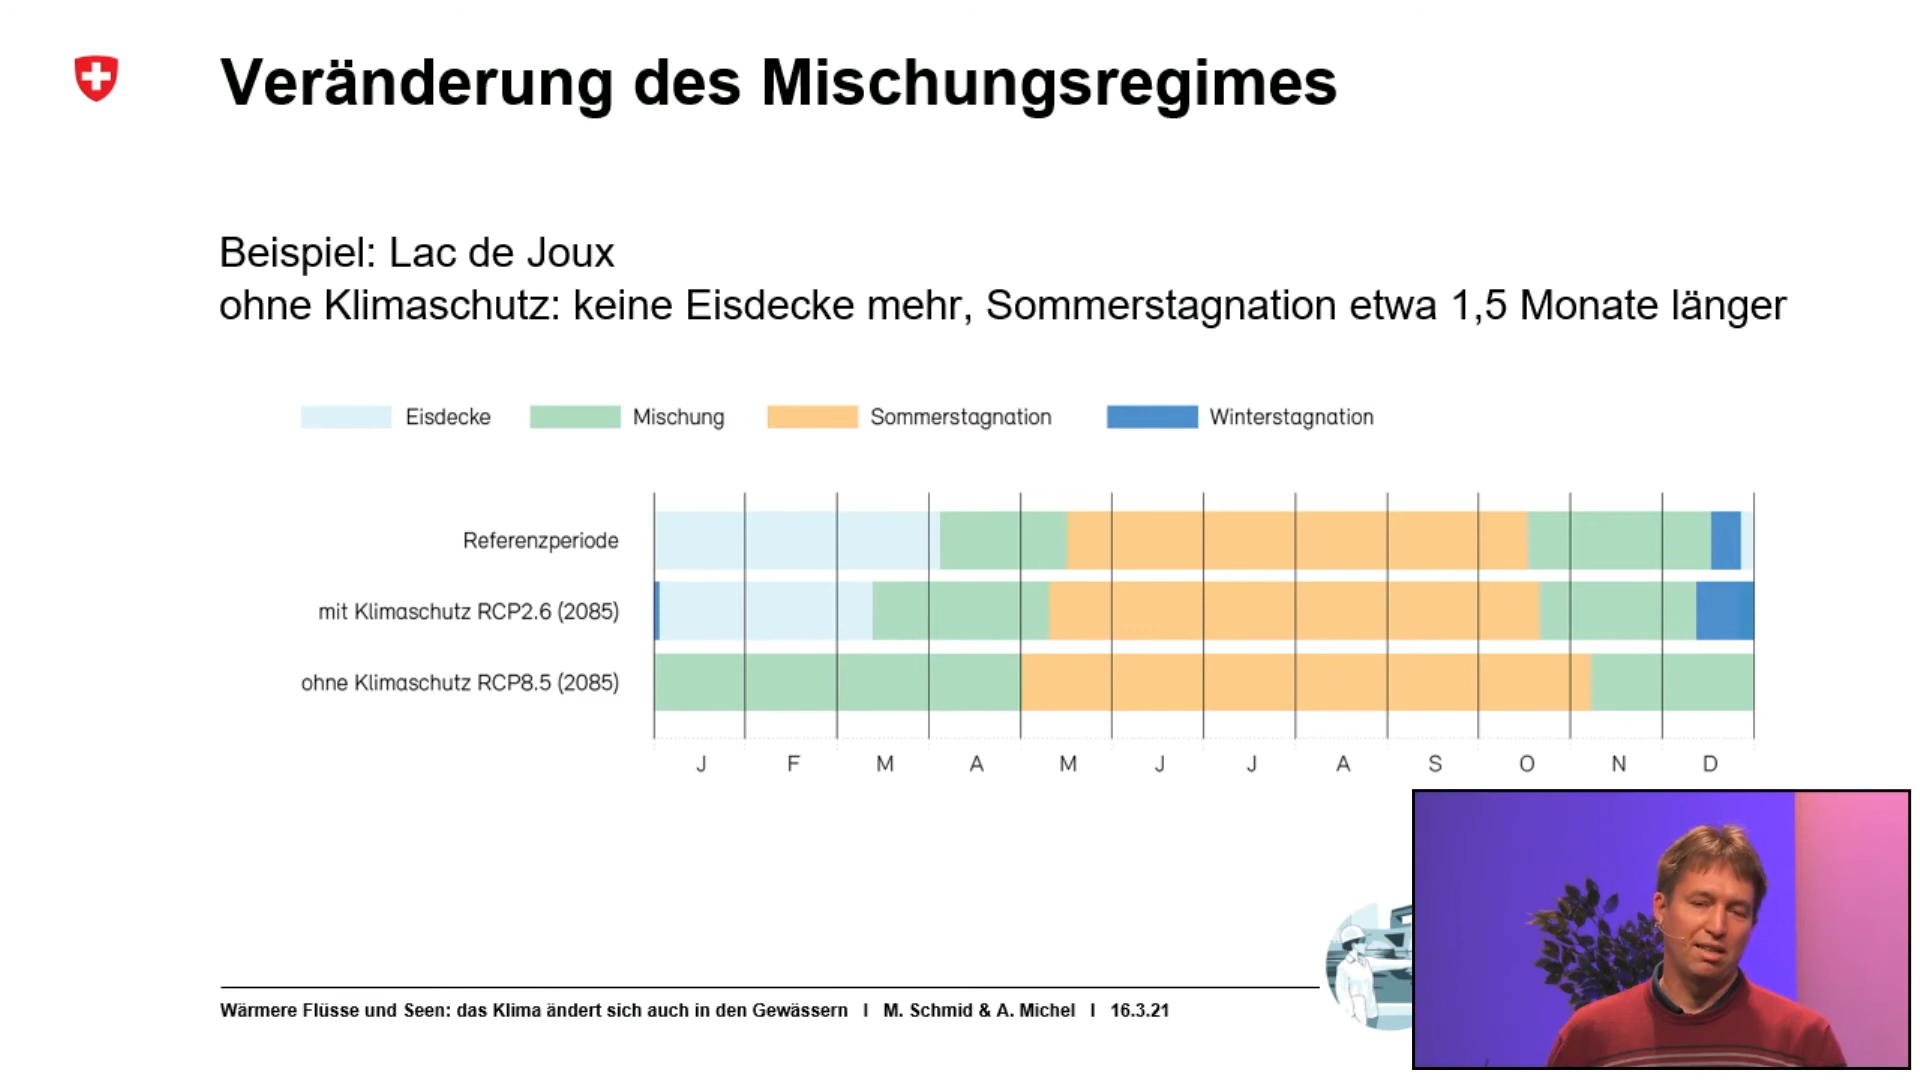 Veränderung des Mischungsregimes
Beispiel: Lac de Joux
ohne Klimaschutz: keine Eisdecke mehr, Sommerstagnation etwa 1,5 Monate länger
Eisdecke Mischung Sommerstagnation Winterstagnation
Referenzperiode
mit Klimaschutz RCP2.6 (2085)
ohne Klimaschutz RCP8.5 (2085)
J F M A M J J A S O N D
Wärmere Flüsse und Seen: das Klima ändert sich auch in den Gewässern I M. Schmid & A. Michel I 16.3.21